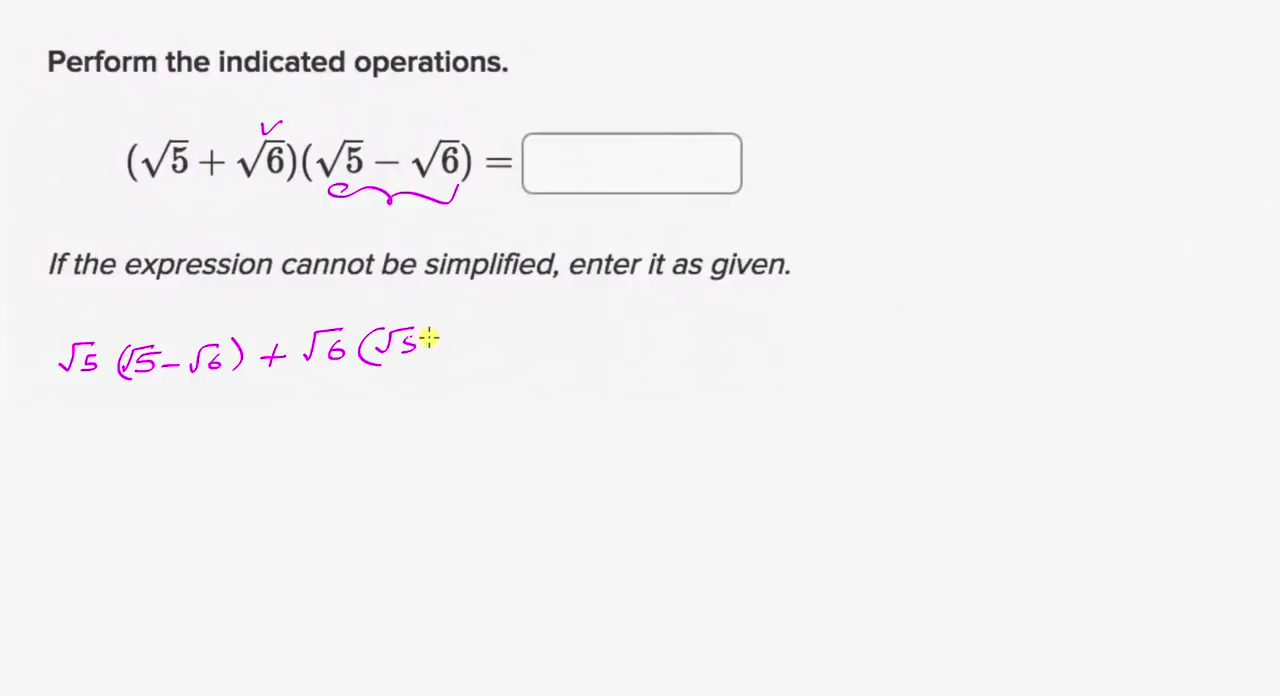 Perform the indicated operations.
(√5 + √6)(√5 − √6) =
If the expression cannot be simplified, enter it as given.
√5 (√5 − √6) + √6 (√5